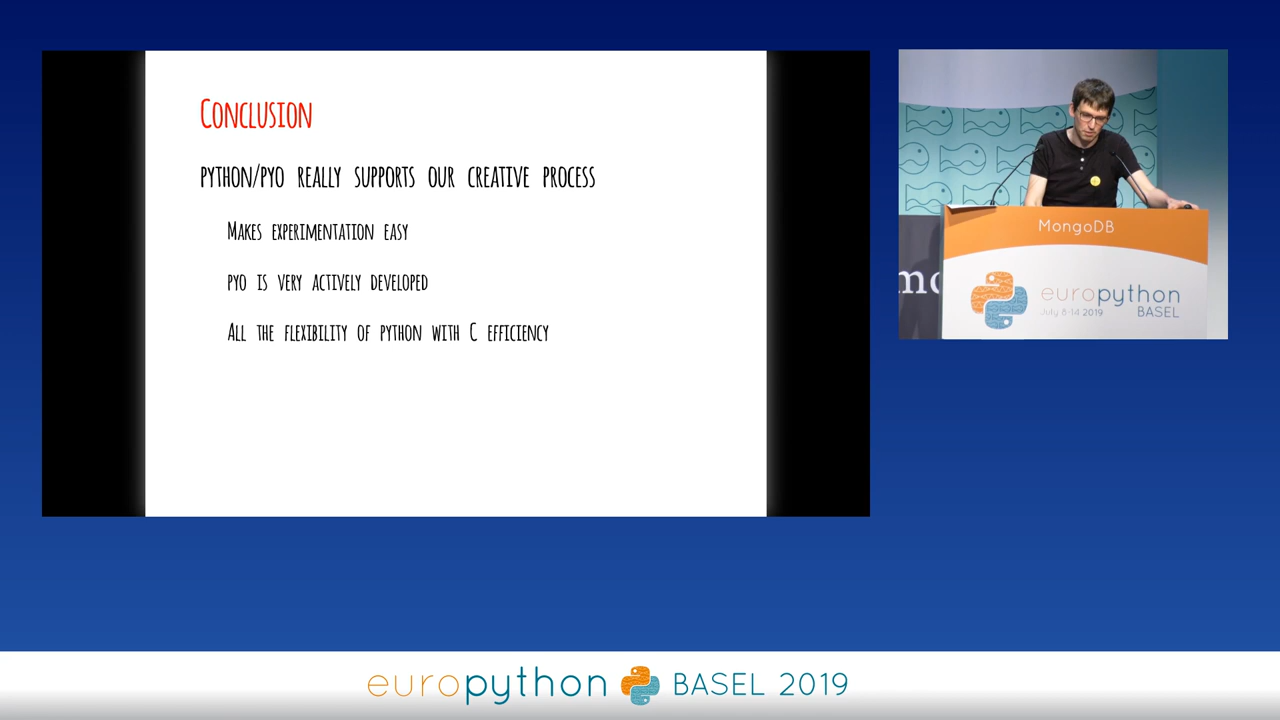 Conclusion
python/pyo really supports our creative process
Makes experimentation easy
pyo is very actively developed
All the flexibility of python with C efficiency
MongoDB
europython
July 8-14 2019
BASEL
europython BASEL 2019